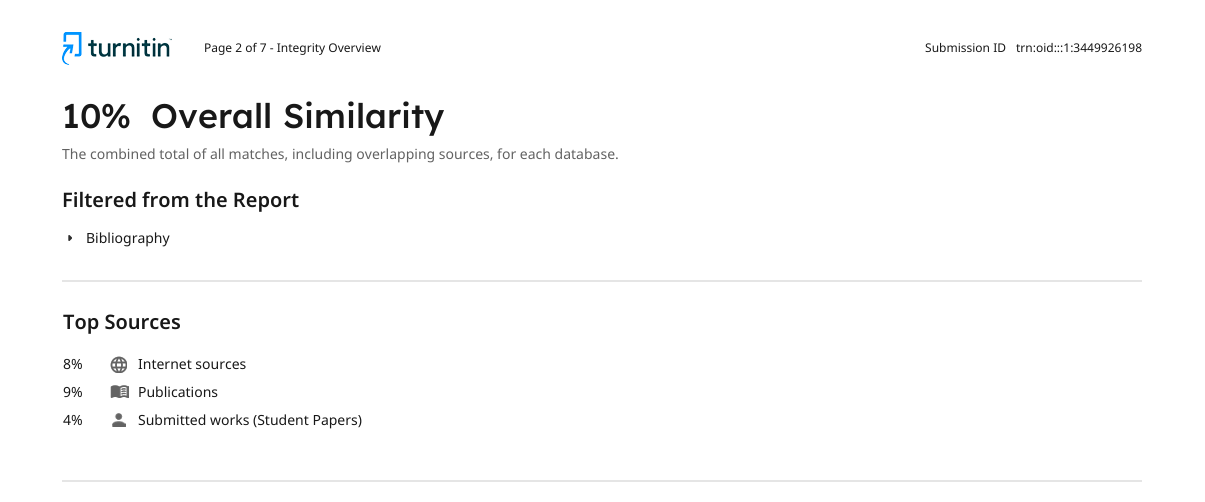 turnitin Page 2 of 7 - Integrity Overview Submission ID trn:oid:::1:3449926198
10% Overall Similarity
The combined total of all matches, including overlapping sources, for each database.
Filtered from the Report
Bibliography
Top Sources
8% Internet sources
9% Publications
4% Submitted works (Student Papers)